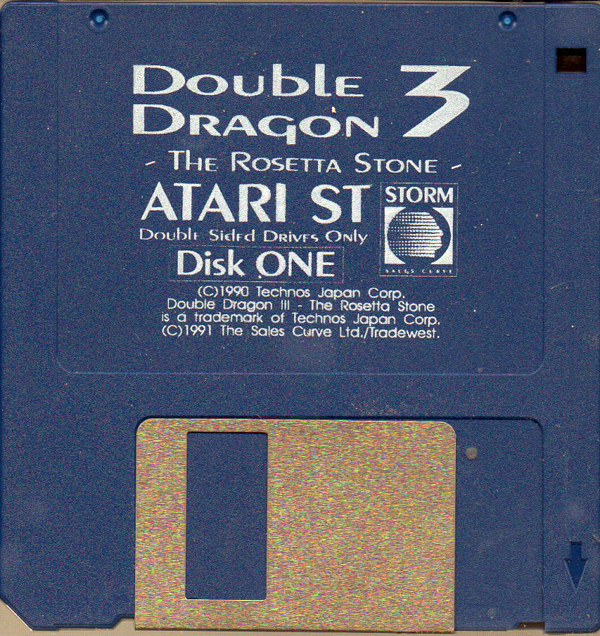 Double 3
Dragon
- The Rosetta Stone -
ATARI ST
STORM
SALES CURVE
Double Sided Drives Only
Disk ONE
(C)1990 Technos Japan Corp.
Double Dragon III - The Rosetta Stone
is a trademark of Technos Japan Corp.
(C)1991 The Sales Curve Ltd./Tradewest.